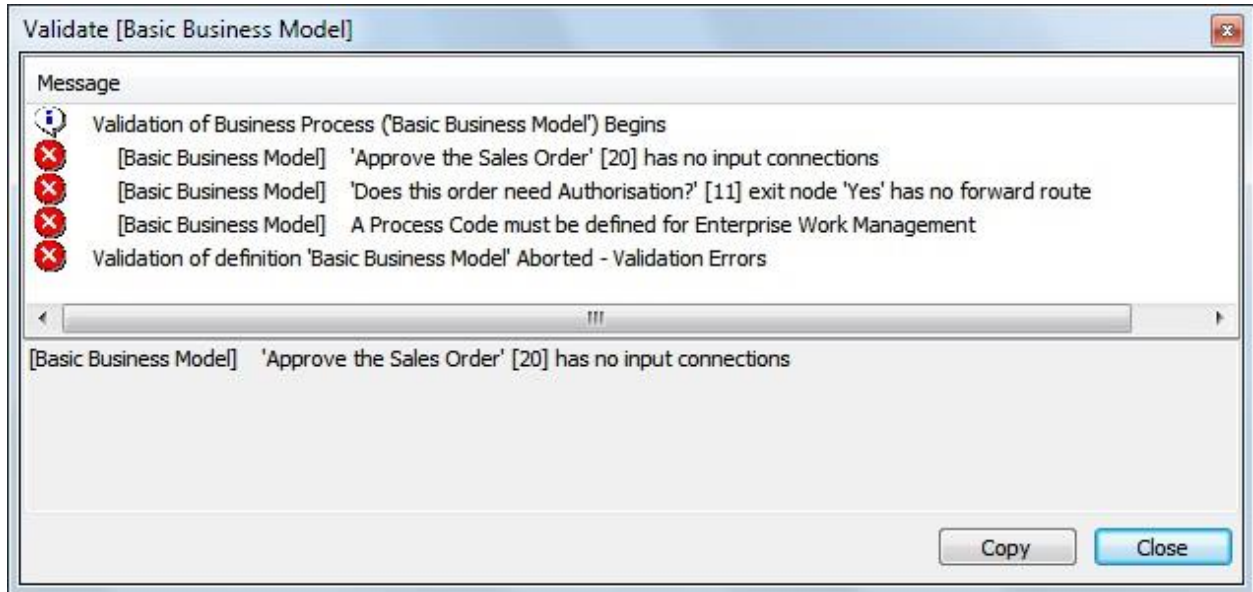 Validate [Basic Business Model]
Message
Validation of Business Process ('Basic Business Model') Begins
[Basic Business Model] 'Approve the Sales Order' [20] has no input connections
[Basic Business Model] 'Does this order need Authorisation?' [11] exit node 'Yes' has no forward route
[Basic Business Model] A Process Code must be defined for Enterprise Work Management
Validation of definition 'Basic Business Model' Aborted - Validation Errors
[Basic Business Model] 'Approve the Sales Order' [20] has no input connections
Copy Close